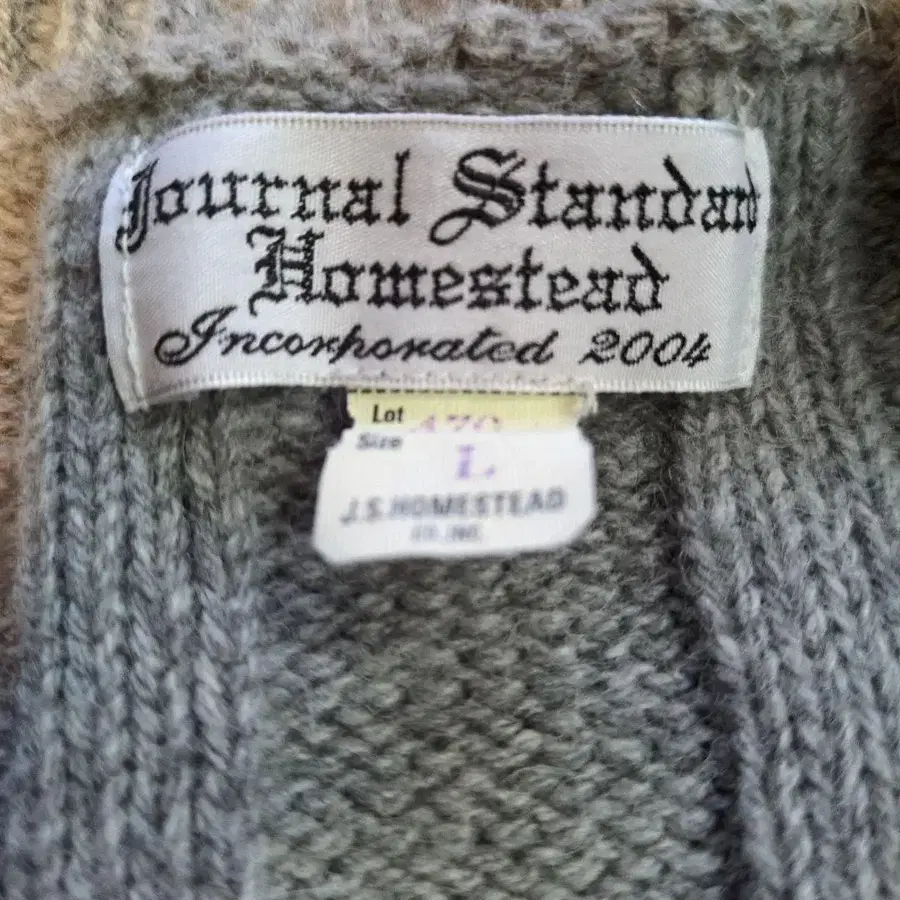 Journal Standard
Homestead
Incorporated 2004
Lot
Size L
J.S.HOMESTEAD